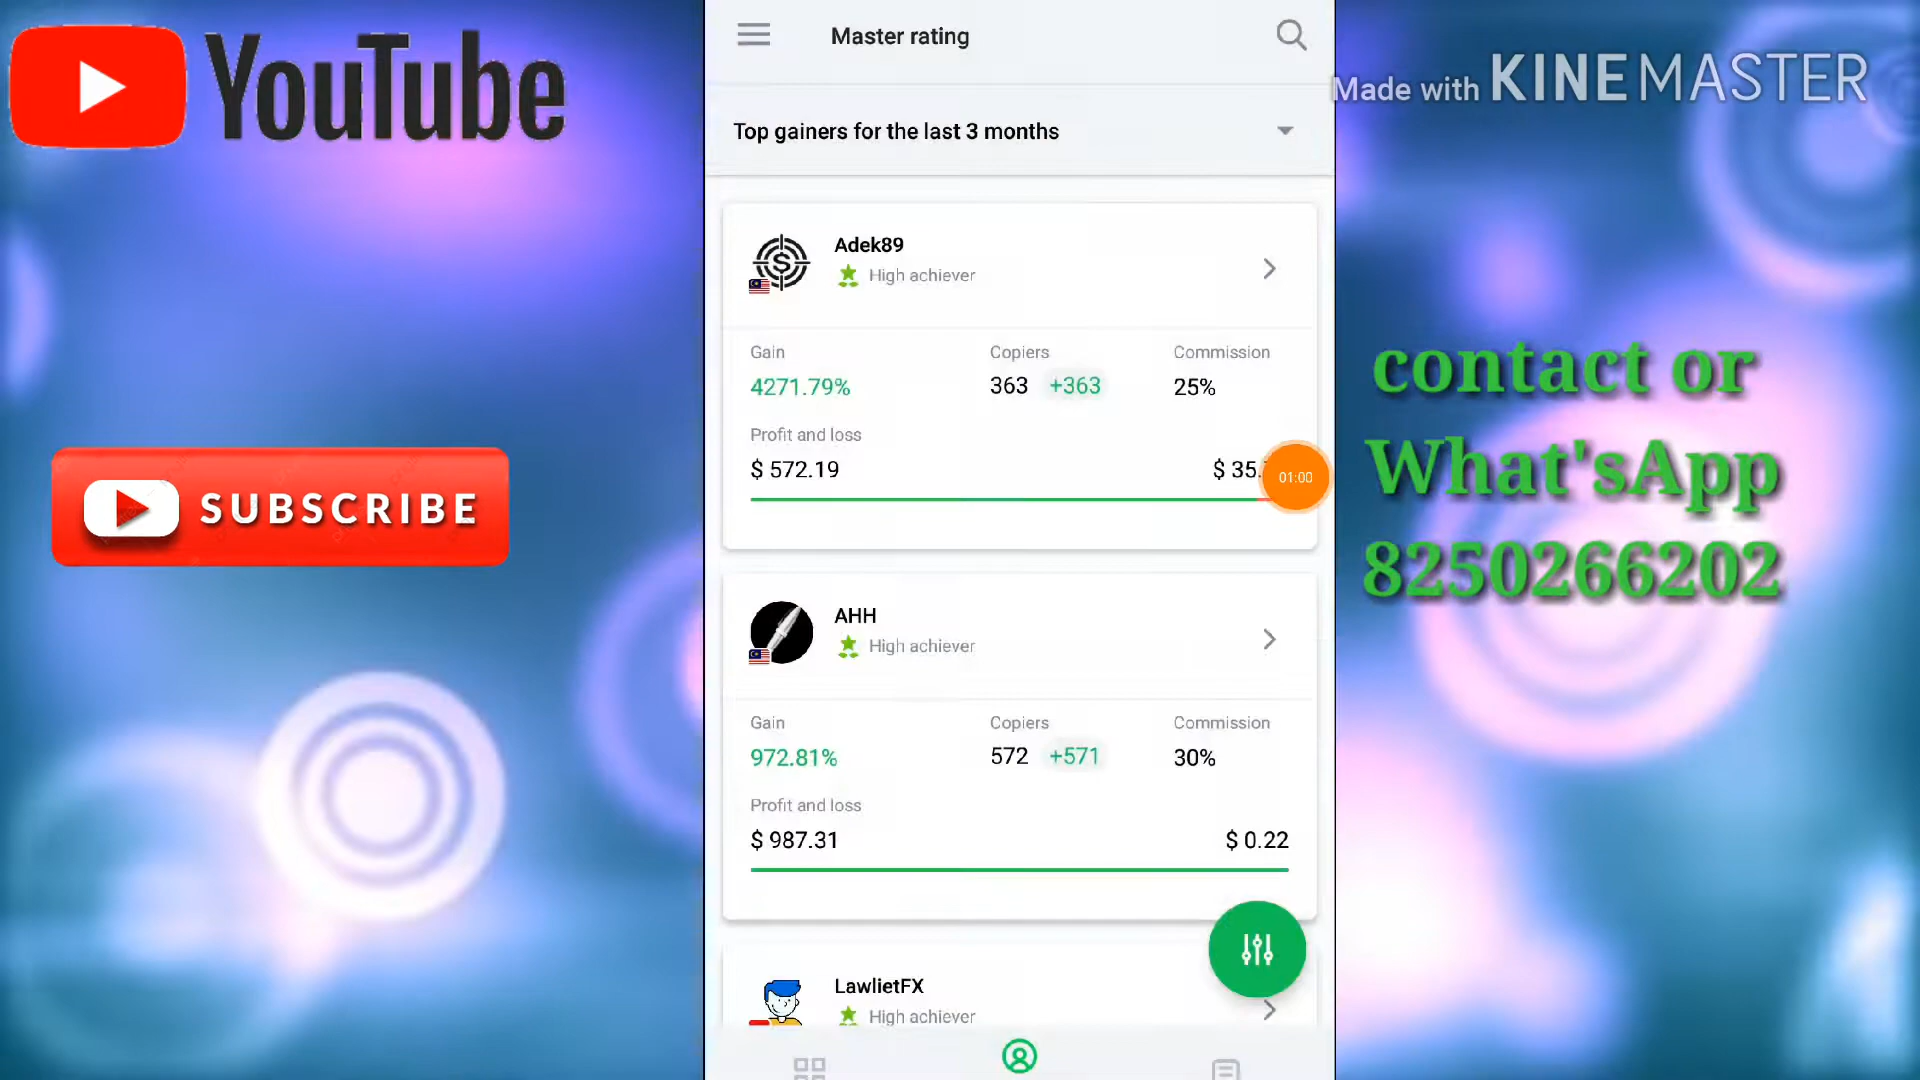 YouTube
SUBSCRIBE
Master rating
Top gainers for the last 3 months
Adek89
High achiever
Gain
Copiers
Commission
4271.79%
363 +363
25%
Profit and loss
$ 572.19
$ 35.
01:00
AHH
High achiever
Gain
Copiers
Commission
972.81%
572 +571
30%
Profit and loss
$ 987.31
$ 0.22
LawlietFX
High achiever
Made with KINEMASTER
contact or
What'sApp
8250266202